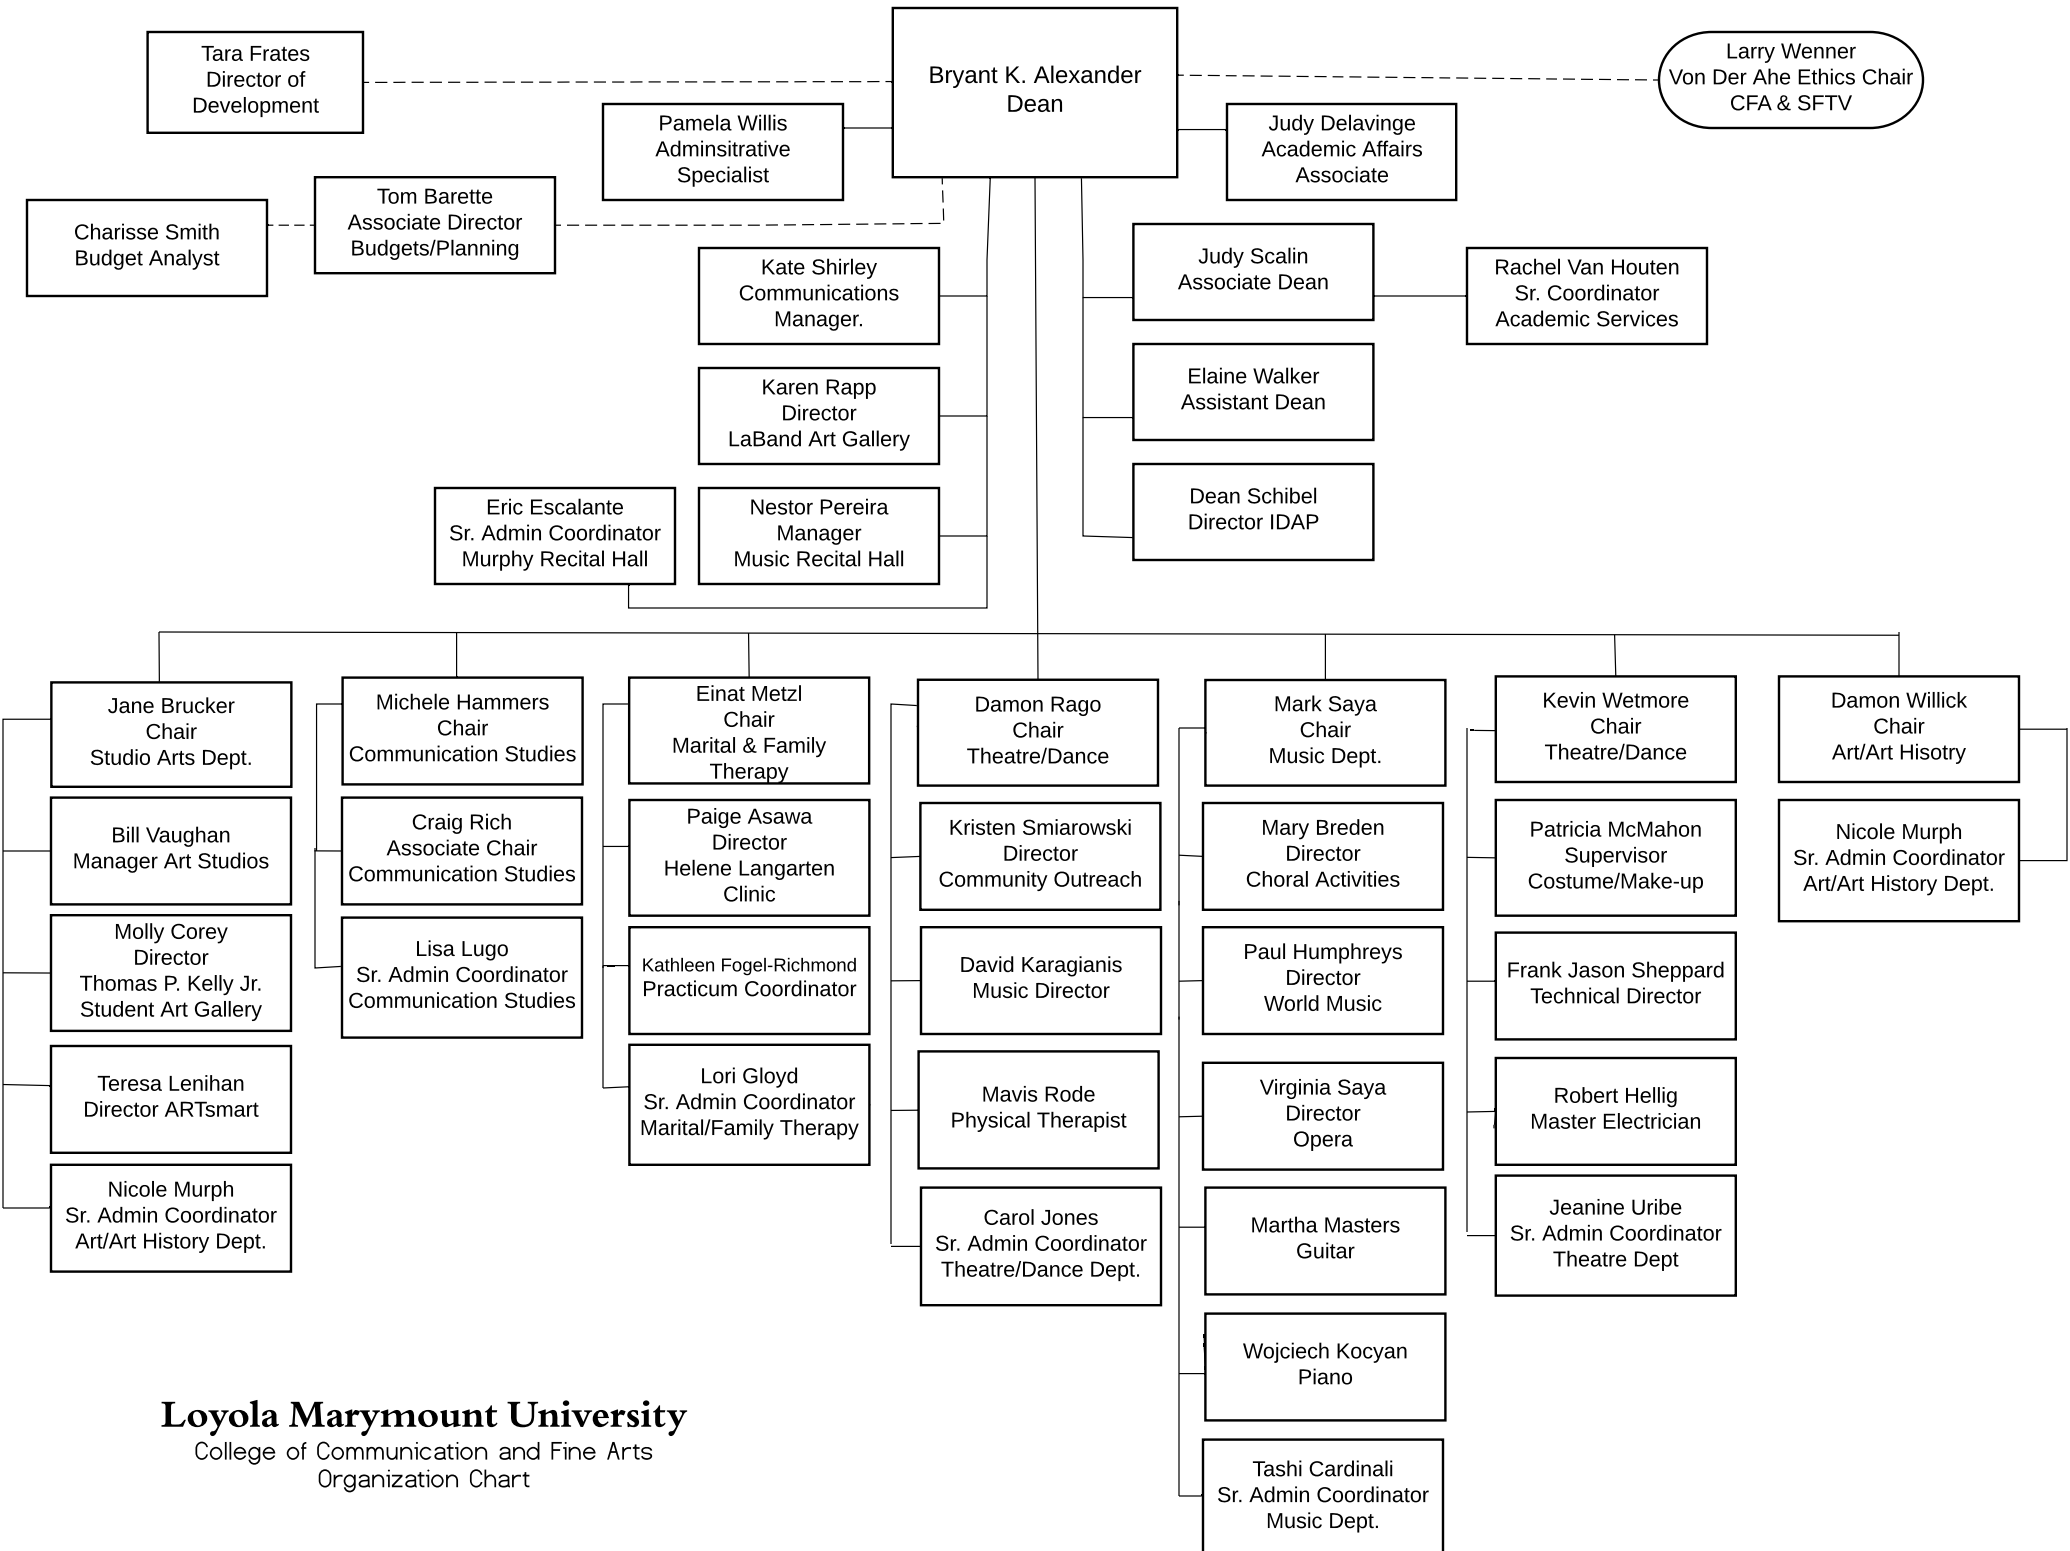 Bryant K. Alexander
Dean
Tara Frates
Director of
Development
Larry Wenner
Von Der Ahe Ethics Chair
CFA & SFTV
Pamela Willis
Adminsitrative
Specialist
Judy Delavinge
Academic Affairs
Associate
Charisse Smith
Budget Analyst
Tom Barette
Associate Director
Budgets/Planning
Kate Shirley
Communications
Manager.
Judy Scalin
Associate Dean
Rachel Van Houten
Sr. Coordinator
Academic Services
Karen Rapp
Director
LaBand Art Gallery
Elaine Walker
Assistant Dean
Eric Escalante
Sr. Admin Coordinator
Murphy Recital Hall
Nestor Pereira
Manager
Music Recital Hall
Dean Schibel
Director IDAP
Jane Brucker
Chair
Studio Arts Dept.
Bill Vaughan
Manager Art Studios
Molly Corey
Director
Thomas P. Kelly Jr.
Student Art Gallery
Teresa Lenihan
Director ARTsmart
Nicole Murph
Sr. Admin Coordinator
Art/Art History Dept.
Michele Hammers
Chair
Communication Studies
Craig Rich
Associate Chair
Communication Studies
Lisa Lugo
Sr. Admin Coordinator
Communication Studies
Einat Metzl
Chair
Marital & Family
Therapy
Paige Asawa
Director
Helene Langarten
Clinic
Kathleen Fogel-Richmond
Practicum Coordinator
Lori Gloyd
Sr. Admin Coordinator
Marital/Family Therapy
Damon Rago
Chair
Theatre/Dance
Kristen Smiarowski
Director
Community Outreach
David Karagianis
Music Director
Mavis Rode
Physical Therapist
Carol Jones
Sr. Admin Coordinator
Theatre/Dance Dept.
Mark Saya
Chair
Music Dept.
Mary Breden
Director
Choral Activities
Paul Humphreys
Director
World Music
Virginia Saya
Director
Opera
Martha Masters
Guitar
Wojciech Kocyan
Piano
Tashi Cardinali
Sr. Admin Coordinator
Music Dept.
Kevin Wetmore
Chair
Theatre/Dance
Patricia McMahon
Supervisor
Costume/Make-up
Frank Jason Sheppard
Technical Director
Robert Hellig
Master Electrician
Jeanine Uribe
Sr. Admin Coordinator
Theatre Dept
Damon Willick
Chair
Art/Art Hisotry
Nicole Murph
Sr. Admin Coordinator
Art/Art History Dept.
Loyola Marymount University
College of Communication and Fine Arts
Organization Chart